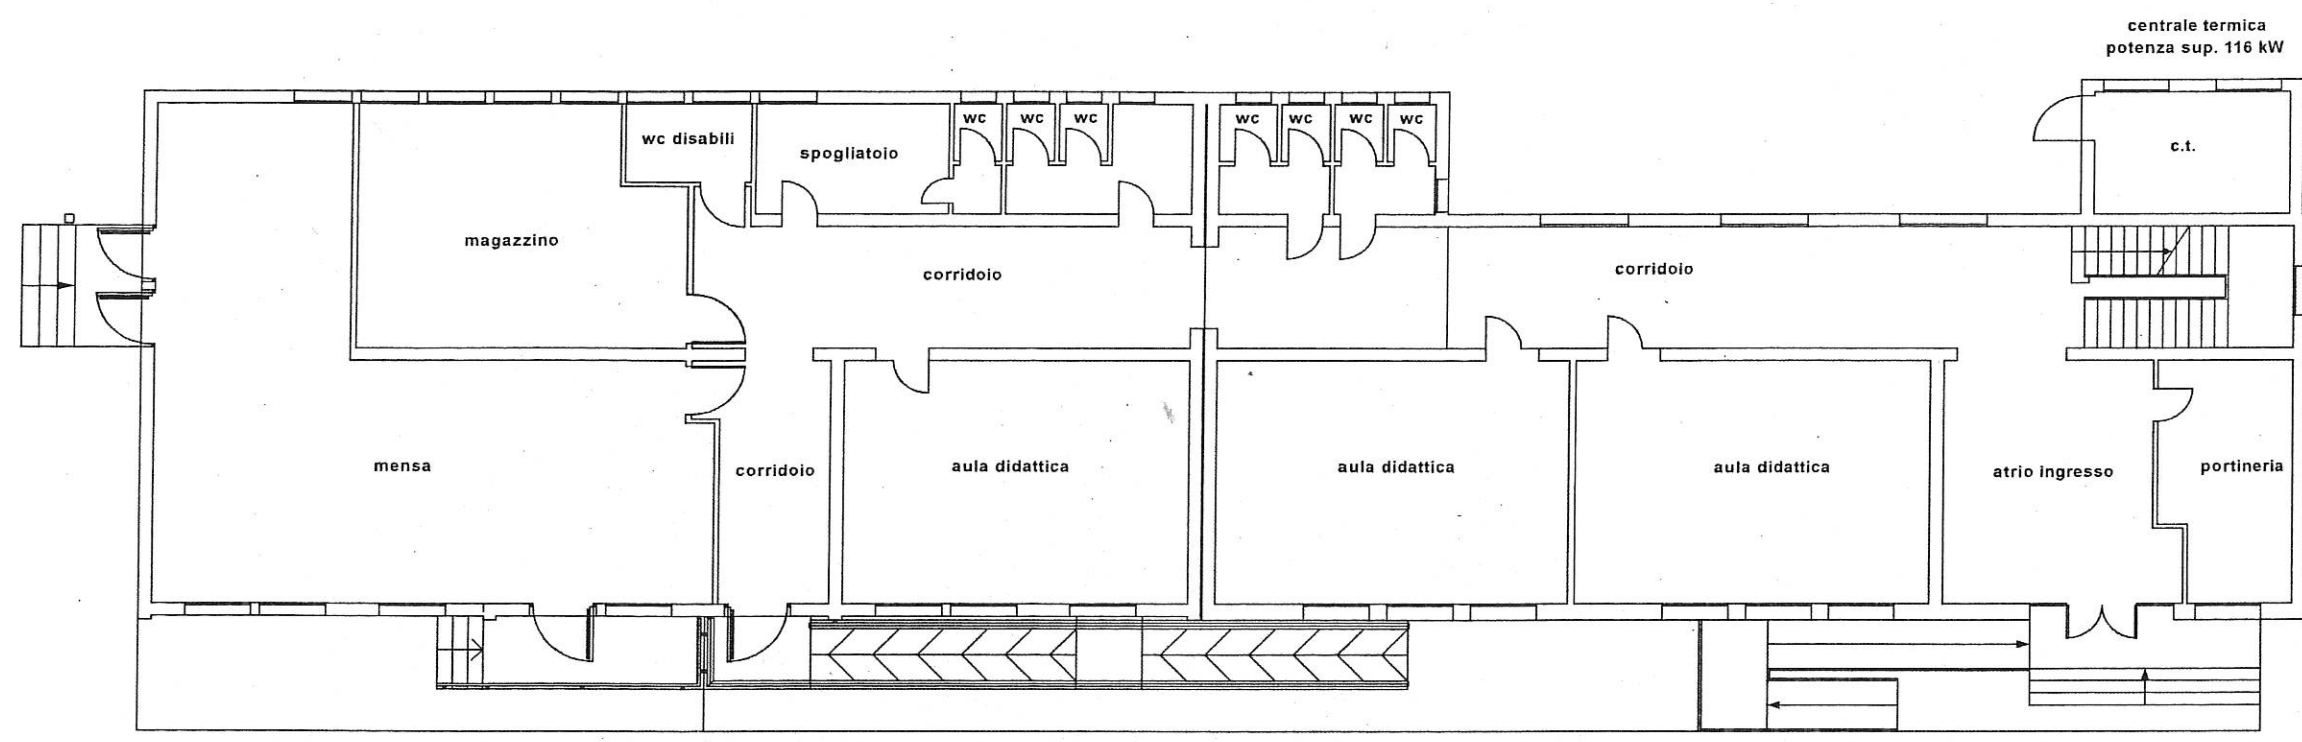 centrale termica
potenza sup. 116 kW
wc
wc
wc
wc
wc
wc
wc
wc disabili
spogliatoio
c.t.
magazzino
corridoio
corridoio
mensa
corridoio
aula didattica
aula didattica
aula didattica
atrio ingresso
portineria